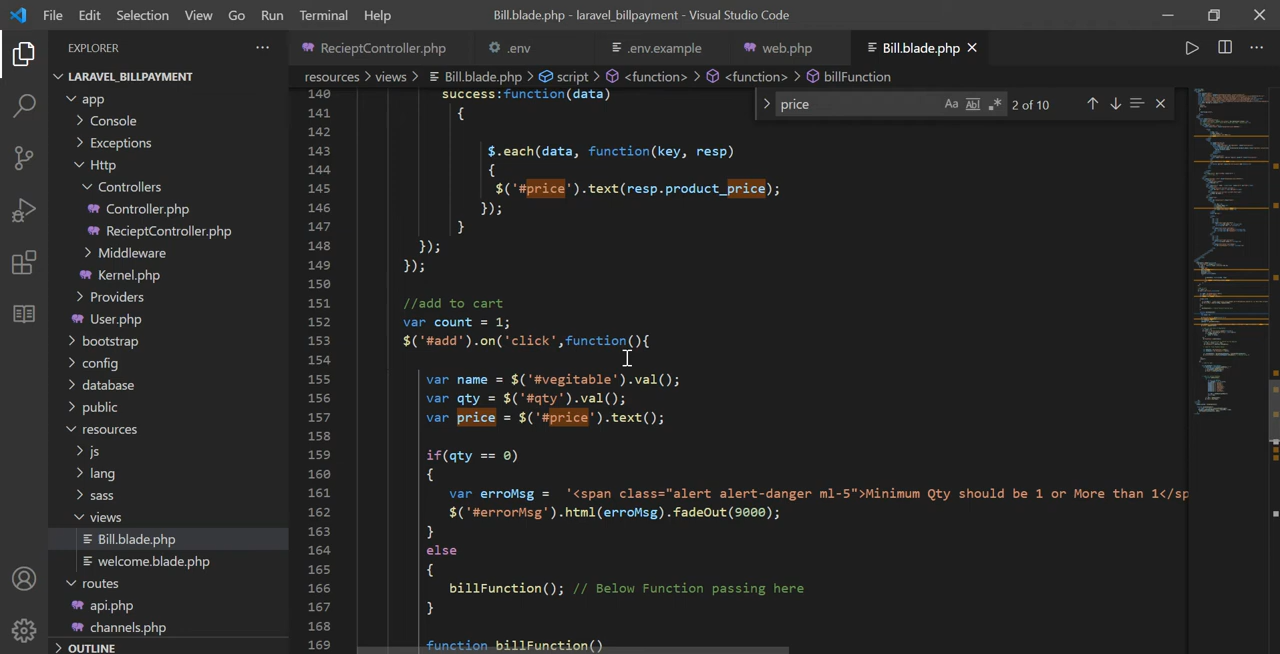 File Edit Selection View Go Run Terminal Help Bill.blade.php - laravel_billpayment - Visual Studio Code
EXPLORER
RecieptController.php .env .env.example web.php Bill.blade.php
LARAVEL_BILLPAYMENT
resources > views > Bill.blade.php > script > <function> > <function> > billFunction
price Aa Ab .* 2 of 10
app
Console
Exceptions
Http
Controllers
Controller.php
RecieptController.php
Middleware
Kernel.php
Providers
User.php
bootstrap
config
database
public
resources
js
lang
sass
views
Bill.blade.php
welcome.blade.php
routes
api.php
channels.php
OUTLINE
140 success:function(data)
141 {
142
143 $.each(data, function(key, resp)
144 {
145 $('#price').text(resp.product_price);
146 });
147 }
148 });
149 });
150
151 //add to cart
152 var count = 1;
153 $('#add').on('click',function(){
154
155 var name = $('#vegitable').val();
156 var qty = $('#qty').val();
157 var price = $('#price').text();
158
159 if(qty == 0)
160 {
161 var erroMsg =  '<span class="alert alert-danger ml-5">Minimum Qty should be 1 or More than 1</sp
162 $('#errorMsg').html(erroMsg).fadeOut(9000);
163 }
164 else
165 {
166 billFunction(); // Below Function passing here
167 }
168
169 function billFunction()